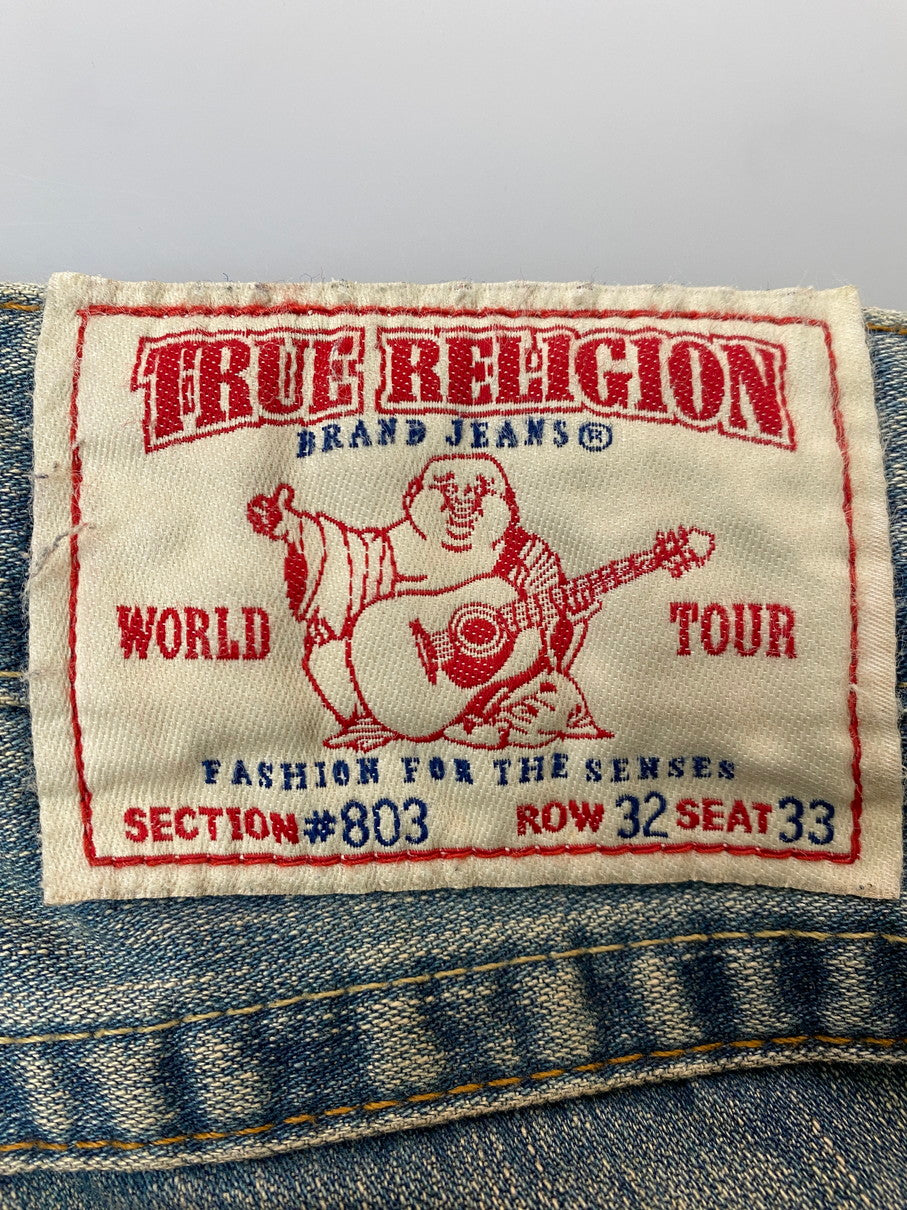 TRUE RELIGION
BRAND JEANS®
WORLD TOUR
FASHION FOR THE SENSES
SECTION #803 ROW 32 SEAT 33